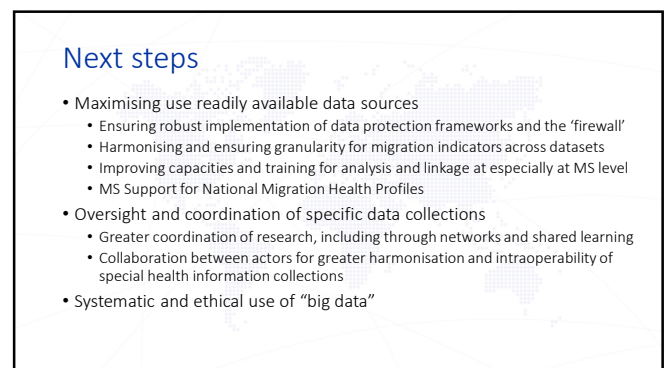 Next steps
• Maximising use readily available data sources
• Ensuring robust implementation of data protection frameworks and the ‘firewall’
• Harmonising and ensuring granularity for migration indicators across datasets
• Improving capacities and training for analysis and linkage at especially at MS level
• MS Support for National Migration Health Profiles
• Oversight and coordination of specific data collections
• Greater coordination of research, including through networks and shared learning
• Collaboration between actors for greater harmonisation and intraoperability of
special health information collections
• Systematic and ethical use of “big data”